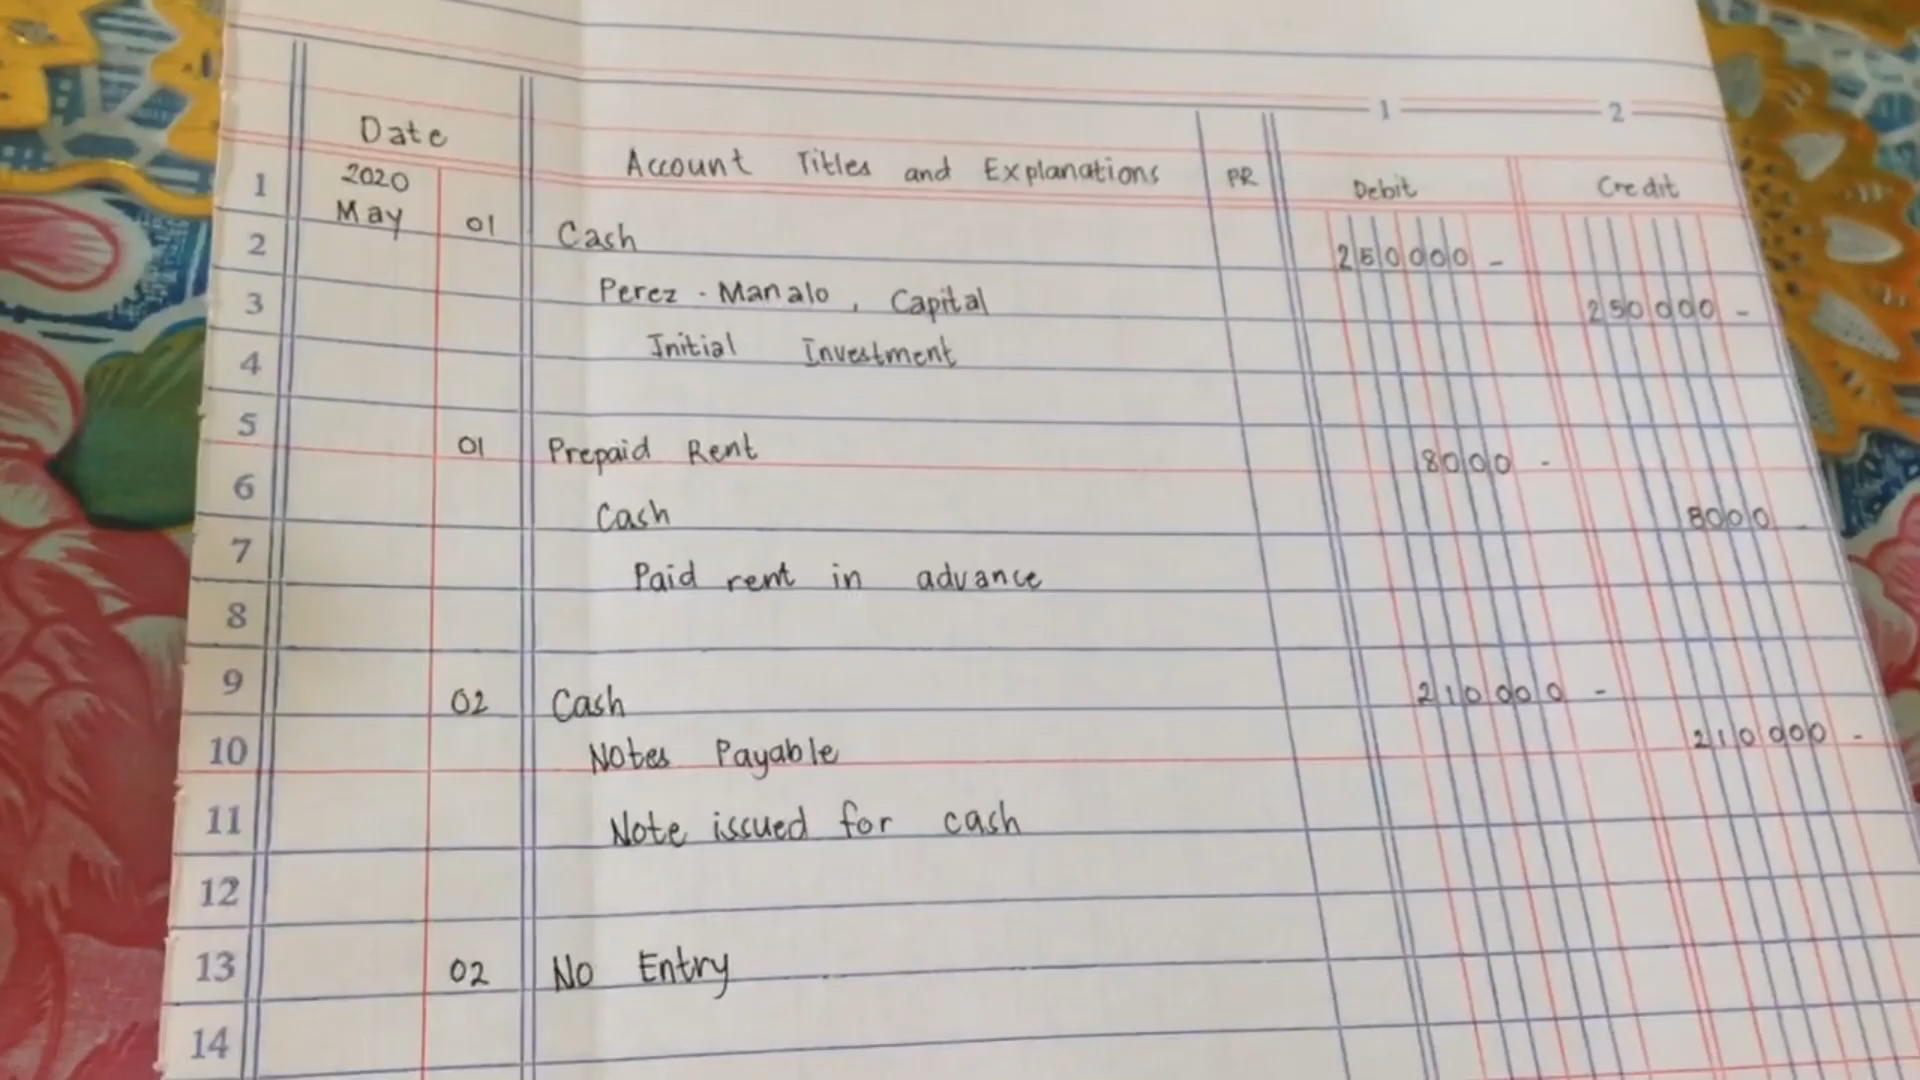 1 2
Date Account Titles and Explanations PR Debit Credit
1 2020
May 01 Cash 250000 -
2
Perez - Manalo, Capital 250000 -
3
Initial Investment
4
5 01 Prepaid Rent 8000 -
6 Cash 8000 -
7 Paid rent in advance
8
9 02 Cash 210000 -
10 Notes Payable 210000 -
11 Note issued for cash
12
13 02 No Entry
14